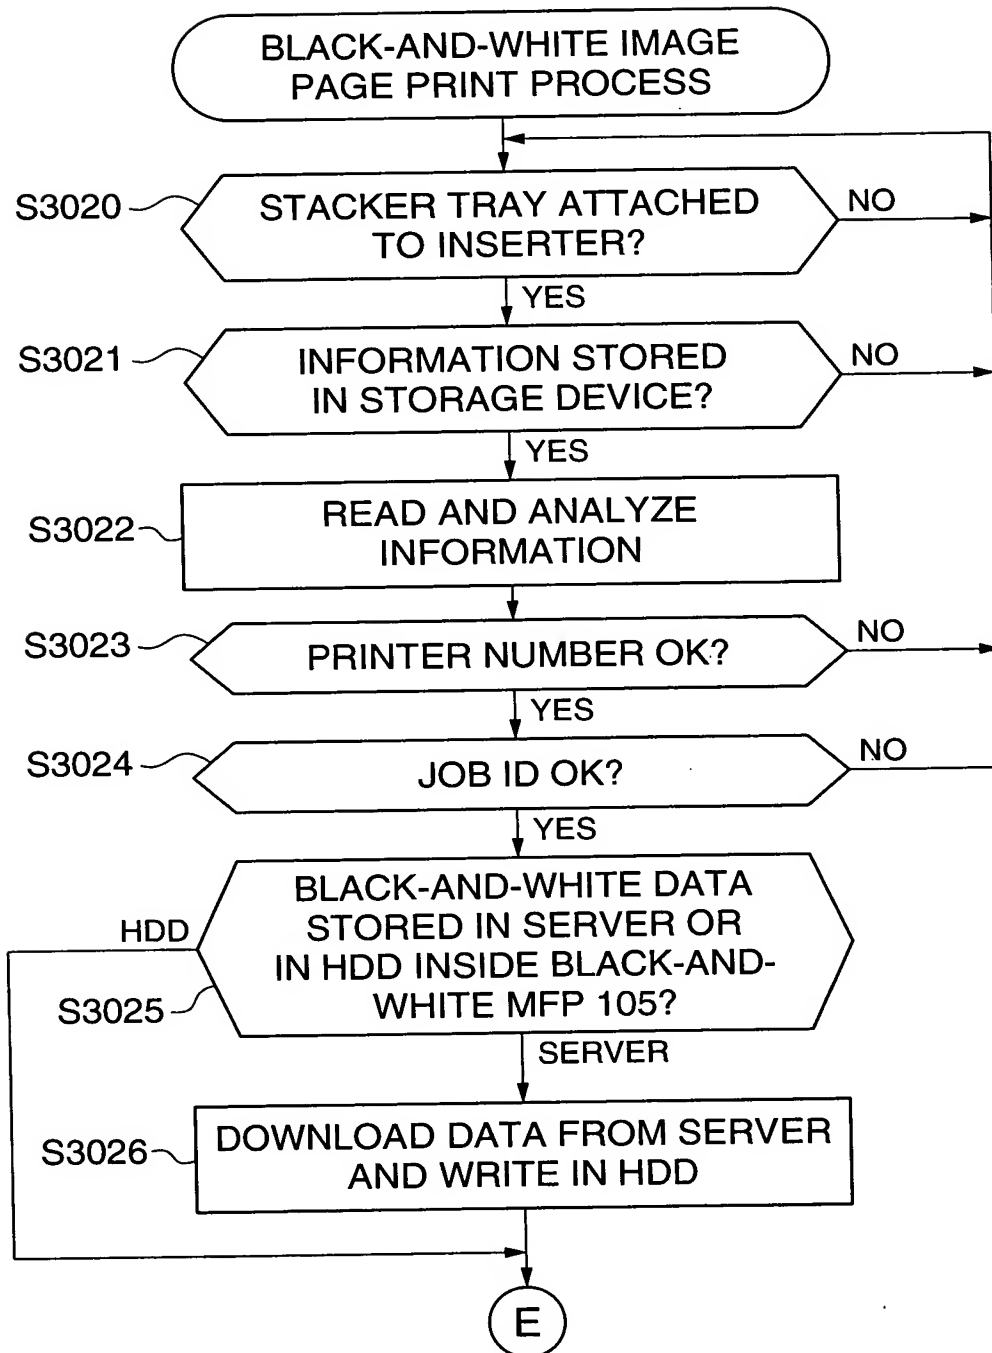 BLACK-AND-WHITE IMAGE
PAGE PRINT PROCESS
S3020
STACKER TRAY ATTACHED
TO INSERTER?
NO
YES
S3021
INFORMATION STORED
IN STORAGE DEVICE?
NO
YES
S3022
READ AND ANALYZE
INFORMATION
S3023
PRINTER NUMBER OK?
NO
YES
S3024
JOB ID OK?
NO
YES
BLACK-AND-WHITE DATA
STORED IN SERVER OR
IN HDD INSIDE BLACK-AND-
WHITE MFP 105?
HDD
S3025
SERVER
S3026
DOWNLOAD DATA FROM SERVER
AND WRITE IN HDD
E